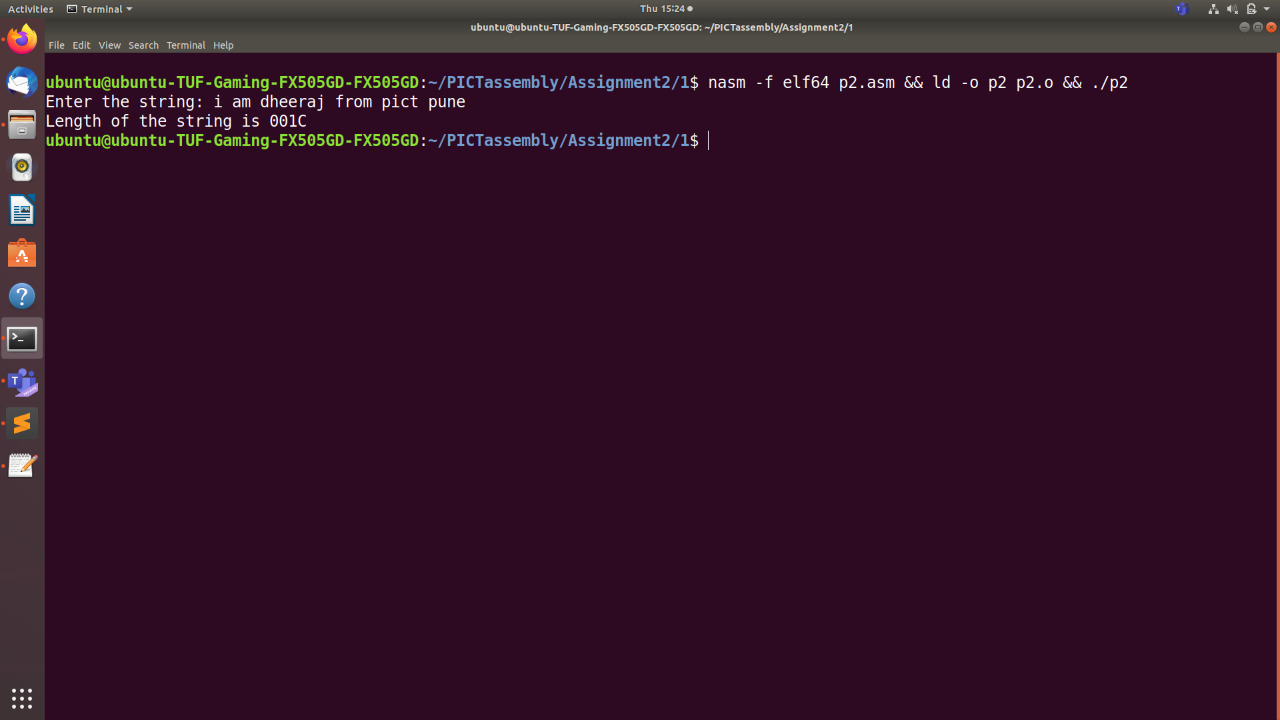 Activities Terminal Thu 15:24
ubuntu@ubuntu-TUF-Gaming-FX505GD-FX505GD: ~/PICTassembly/Assignment2/1
File Edit View Search Terminal Help
ubuntu@ubuntu-TUF-Gaming-FX505GD-FX505GD:~/PICTassembly/Assignment2/1$ nasm -f elf64 p2.asm && ld -o p2 p2.o && ./p2
Enter the string: i am dheeraj from pict pune
Length of the string is 001C
ubuntu@ubuntu-TUF-Gaming-FX505GD-FX505GD:~/PICTassembly/Assignment2/1$